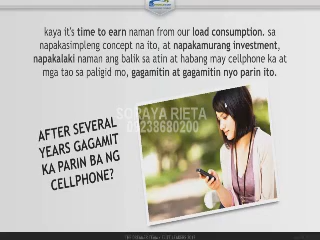 kaya it's time to earn naman from our load consumption. sa
napakasimpleng concept na ito, at napakamurang investment,
napakalaki naman ang balik sa atin at habang may cellphone ka at
mga tao sa paligid mo, gagamitin at gagamitin nyo parin ito.
SORAYA RIETA
09238680200
AFTER SEVERAL
YEARS GAGAMIT
KA PARIN BA NG
CELLPHONE?